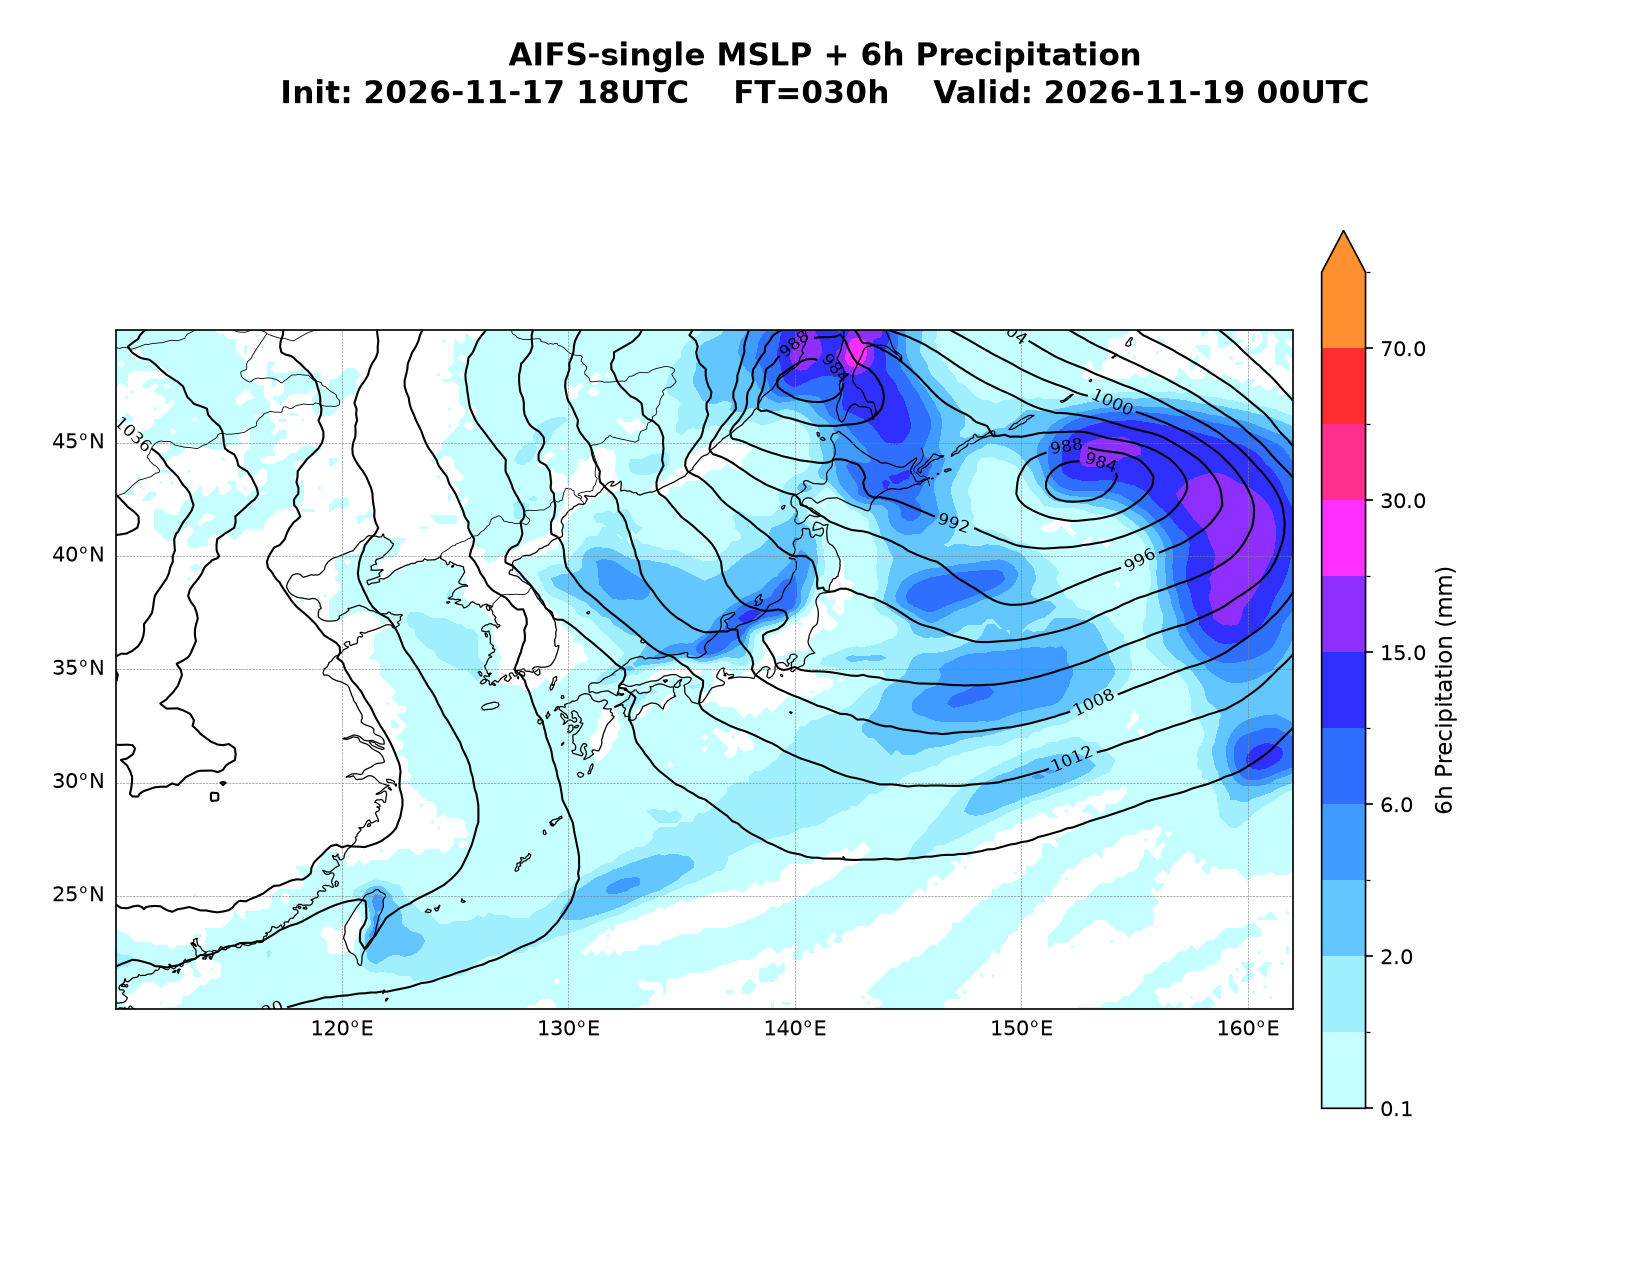 AIFS-single MSLP + 6h Precipitation
Init: 2026-11-17 18UTC    FT=030h    Valid: 2026-11-19 00UTC
988
984
1000
1036
988
984
992
996
1008
1012
45°N
40°N
35°N
30°N
25°N
120°E
130°E
140°E
150°E
160°E
70.0
30.0
15.0
6.0
2.0
0.1
6h Precipitation (mm)